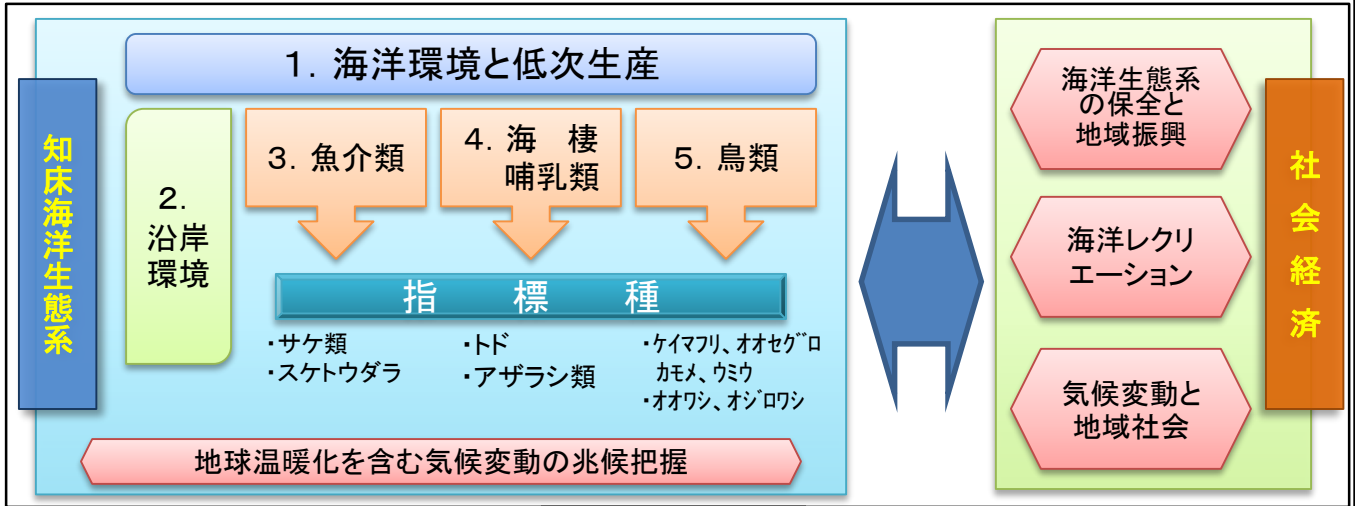 知床海洋生態系
1．海洋環境と低次生産
2．
沿岸
環境
3．魚介類
4．海　棲
哺乳類
5．鳥類
指　標　種
・サケ類
・スケトウダラ
・トド
・アザラシ類
・ｹｲﾏﾌﾘ、ｵｵｾｸﾞﾛ
ｶﾓﾒ、ｳﾐｳ
・ｵｵﾜｼ、ｵｼﾞﾛﾜｼ
地球温暖化を含む気候変動の兆候把握
海洋生態系
の保全と
地域振興
海洋レクリ
エーション
気候変動と
地域社会
社会経済